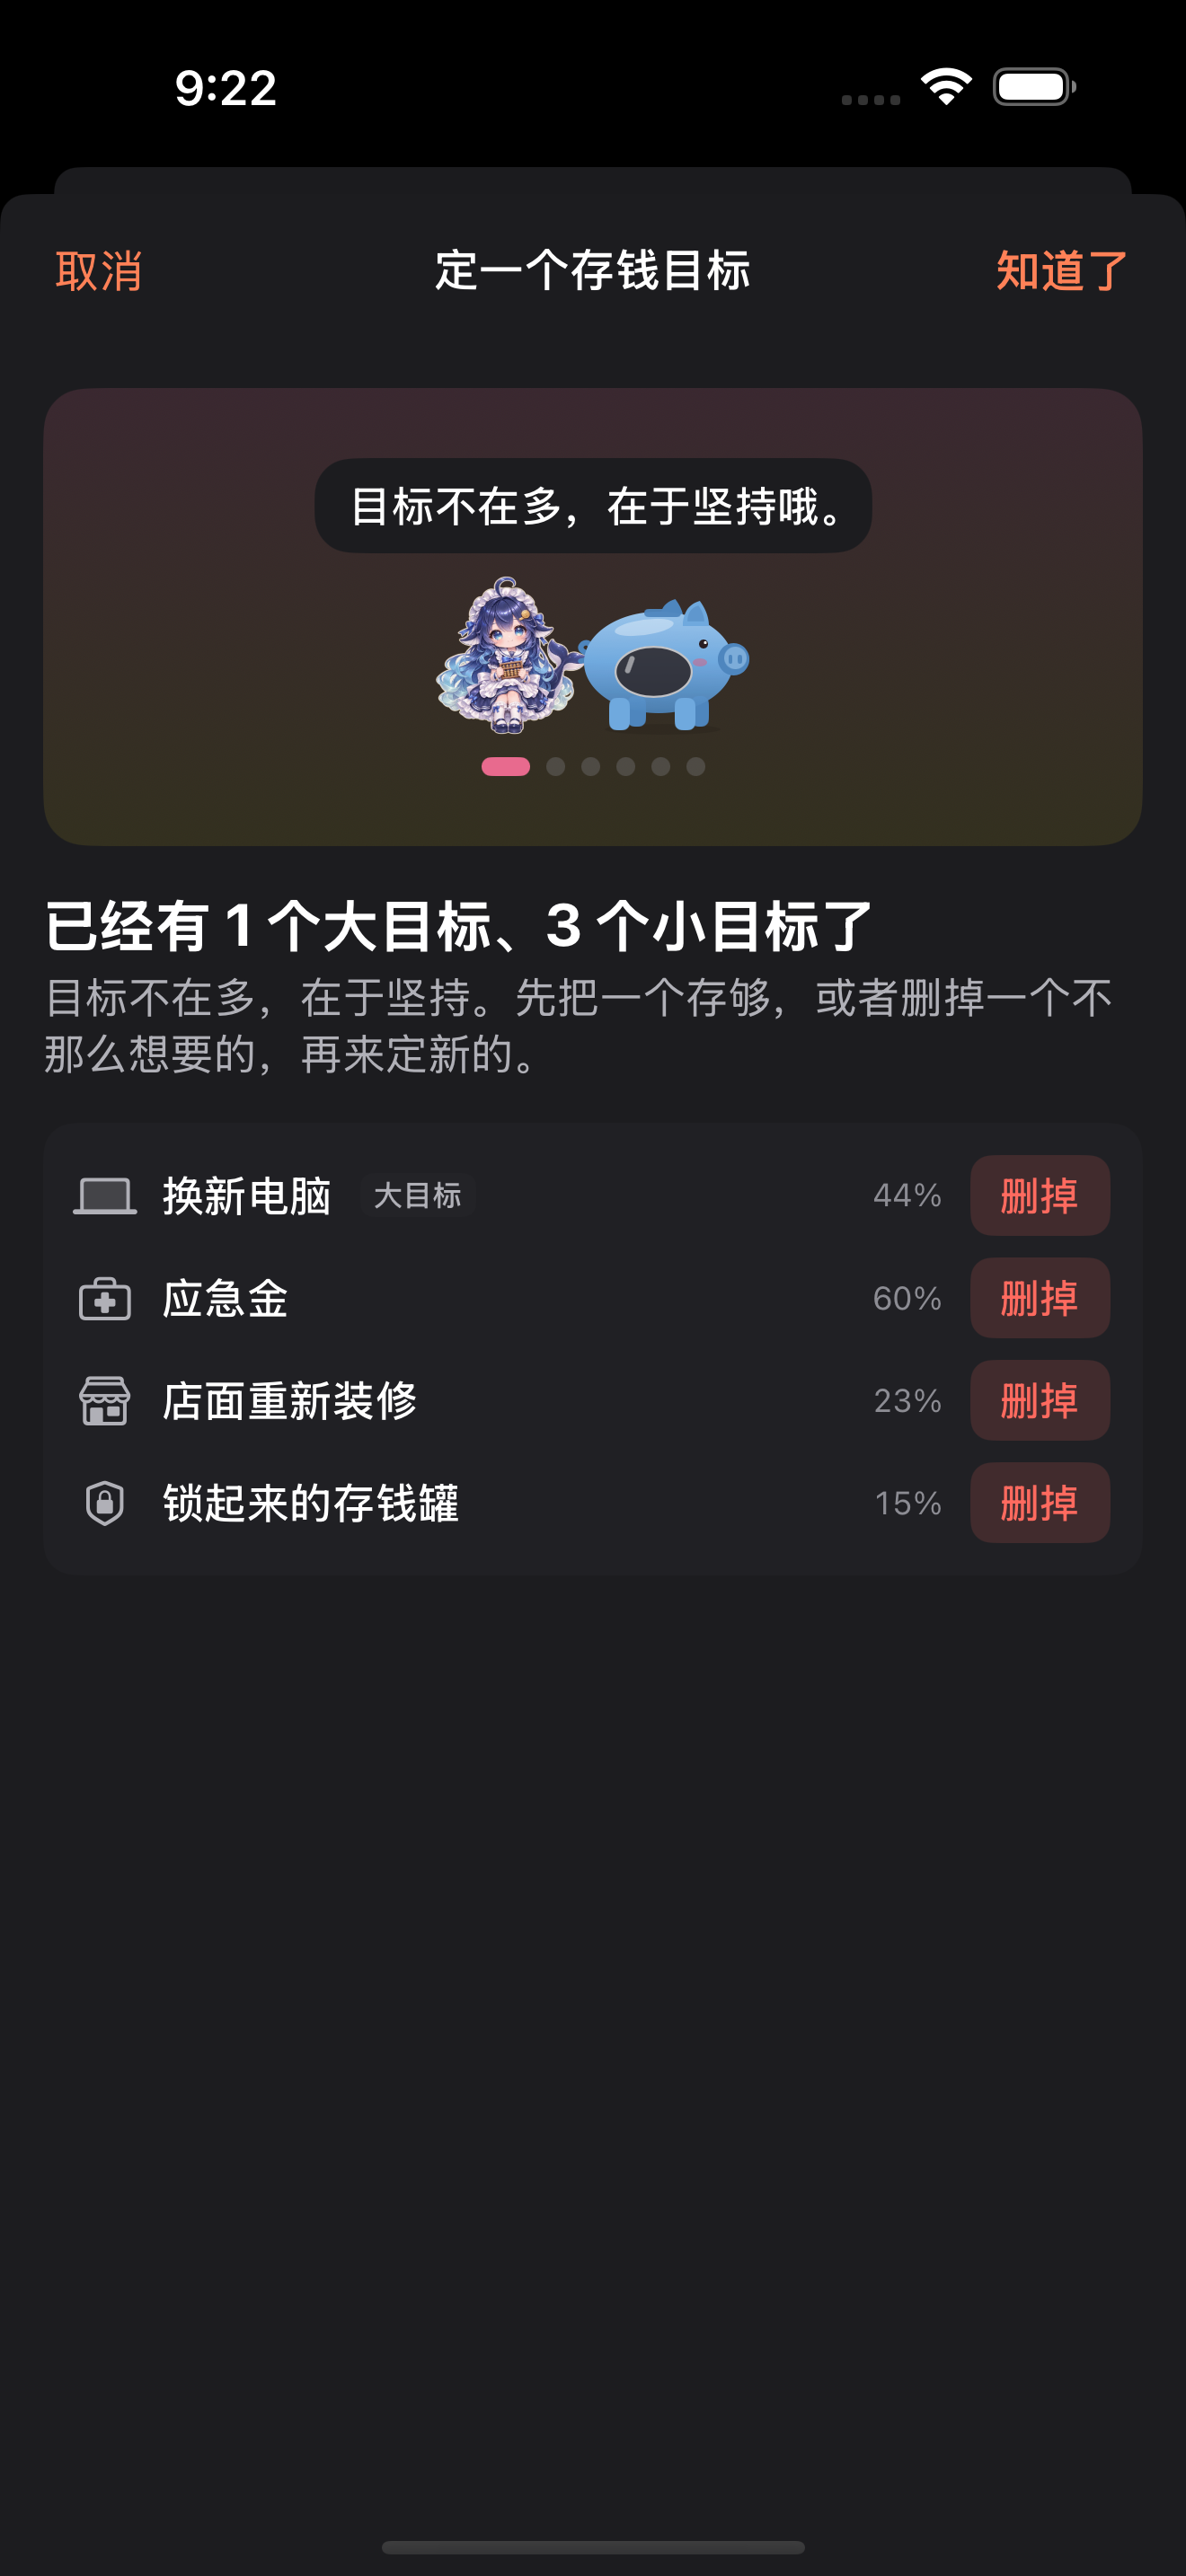 9:22
取消
定一个存钱目标
知道了
目标不在多，在于坚持哦。
已经有 1 个大目标、3 个小目标了
目标不在多，在于坚持。先把一个存够，或者删掉一个不
那么想要的，再来定新的。
换新电脑 大目标 44% 删掉
应急金 60% 删掉
店面重新装修 23% 删掉
锁起来的存钱罐 15% 删掉